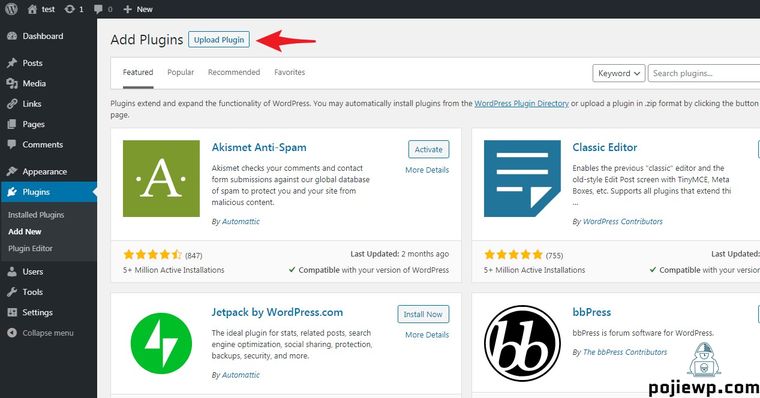 test 1 0 New
Dashboard
Posts
Media
Links
Pages
Comments
Appearance
Plugins
Installed Plugins
Add New
Plugin Editor
Users
Tools
Settings
Collapse menu
Add Plugins Upload Plugin
Featured Popular Recommended Favorites Keyword Search plugins...
Plugins extend and expand the functionality of WordPress. You may automatically install plugins from the WordPress Plugin Directory or upload a plugin in .zip format by clicking the button
page.
A
Akismet Anti-Spam Activate
Akismet checks your comments and contact More Details
form submissions against our global database
of spam to protect you and your site from
malicious content.
By Automattic
(847) Last Updated: 2 months ago
5+ Million Active Installations Compatible with your version of WordPress
Classic Editor
Enables the previous "classic" editor and the
old-style Edit Post screen with TinyMCE, Meta
Boxes, etc. Supports all plugins that extend thi
...
By WordPress Contributors
(755) Last Updated:
5+ Million Active Installations Compatible with your
Jetpack by WordPress.com Install Now
The ideal plugin for stats, related posts, search More Details
engine optimization, social sharing, protection,
backups, security, and more.
By Automattic
bb
bbPress
bbPress is forum software for WordPress.
By The bbPress Contributors
pojiewp.com